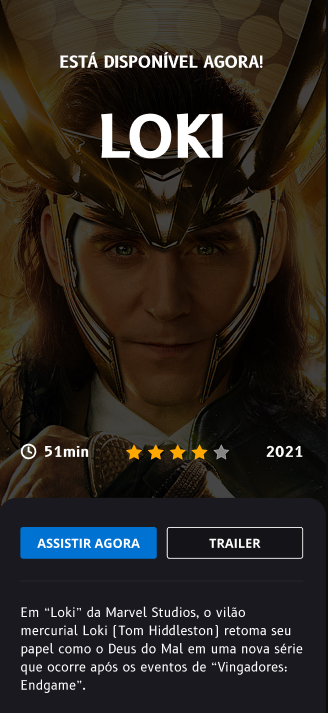 ESTÁ DISPONÍVEL AGORA!
LOKI
51min
2021
ASSISTIR AGORA
TRAILER
Em “Loki” da Marvel Studios, o vilão
mercurial Loki (Tom Hiddleston) retoma seu
papel como o Deus do Mal em uma nova série
que ocorre após os eventos de “Vingadores:
Endgame”.